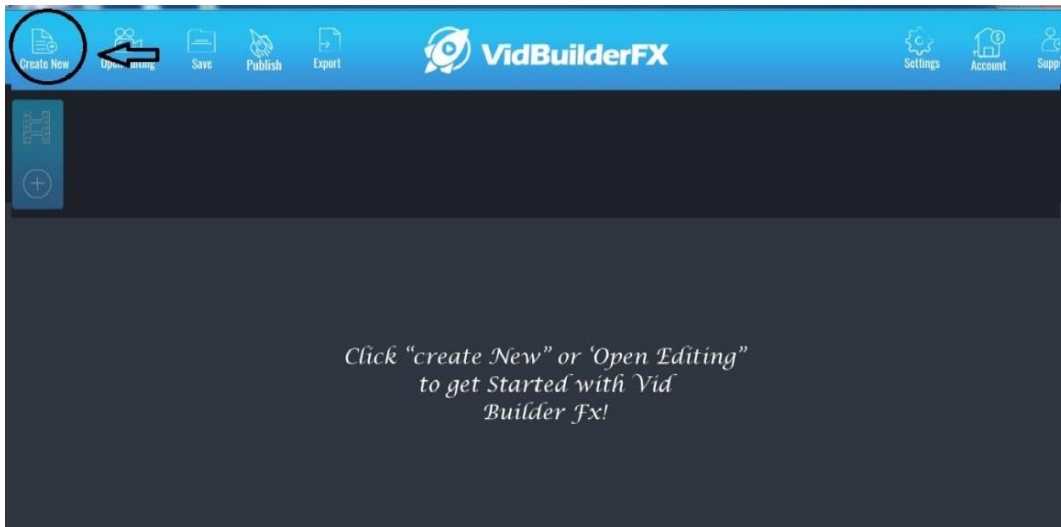 Create New
Save
Publish
Export
VidBuilderFX
Settings
Account
Click “create New” or ‘Open Editing”
to get Started with Vid
Builder Fx!